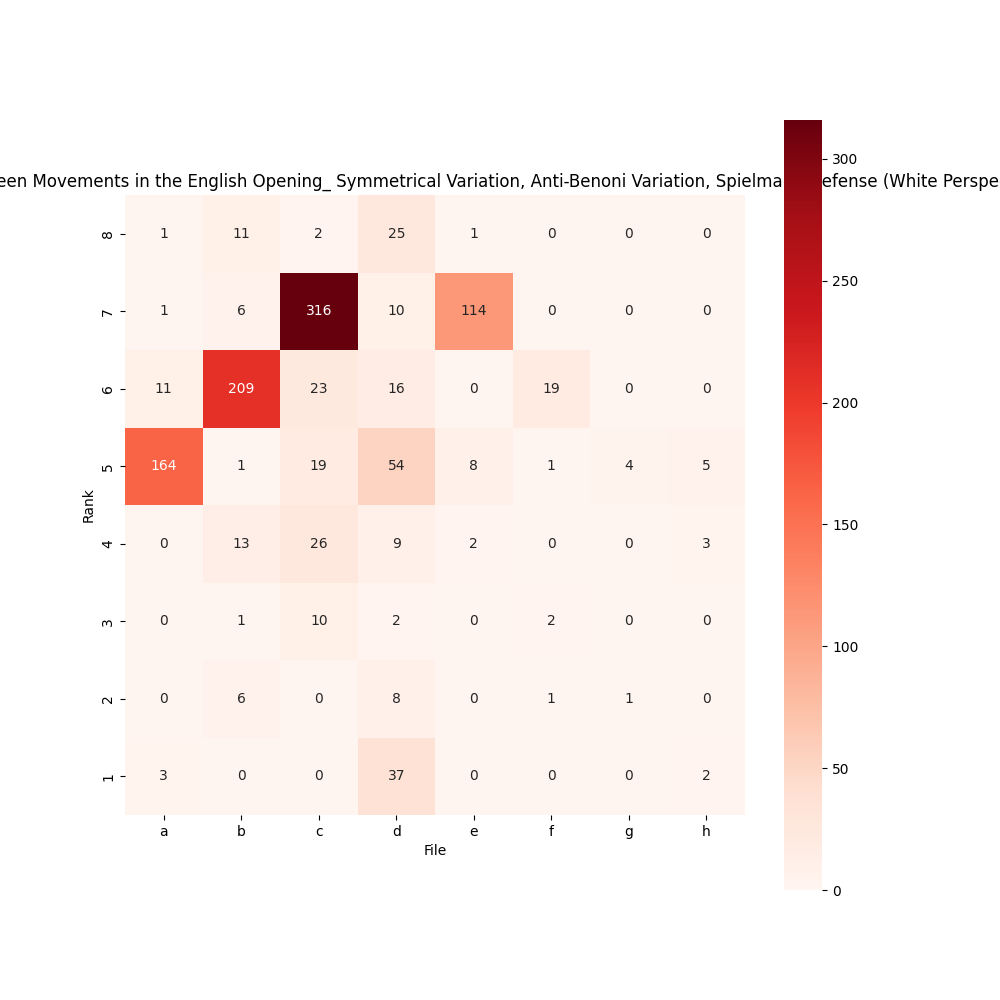 een Movements in the English Opening_ Symmetrical Variation, Anti-Benoni Variation, Spielma efense (White Perspe
300
250
200
150
100
50
0
Rank
8 1 11 2 25 1 0 0 0
7 1 6 316 10 114 0 0 0
6 11 209 23 16 0 19 0 0
5 164 1 19 54 8 1 4 5
4 0 13 26 9 2 0 0 3
3 0 1 10 2 0 2 0 0
2 0 6 0 8 0 1 1 0
1 3 0 0 37 0 0 0 2
a b c d e f g h
File